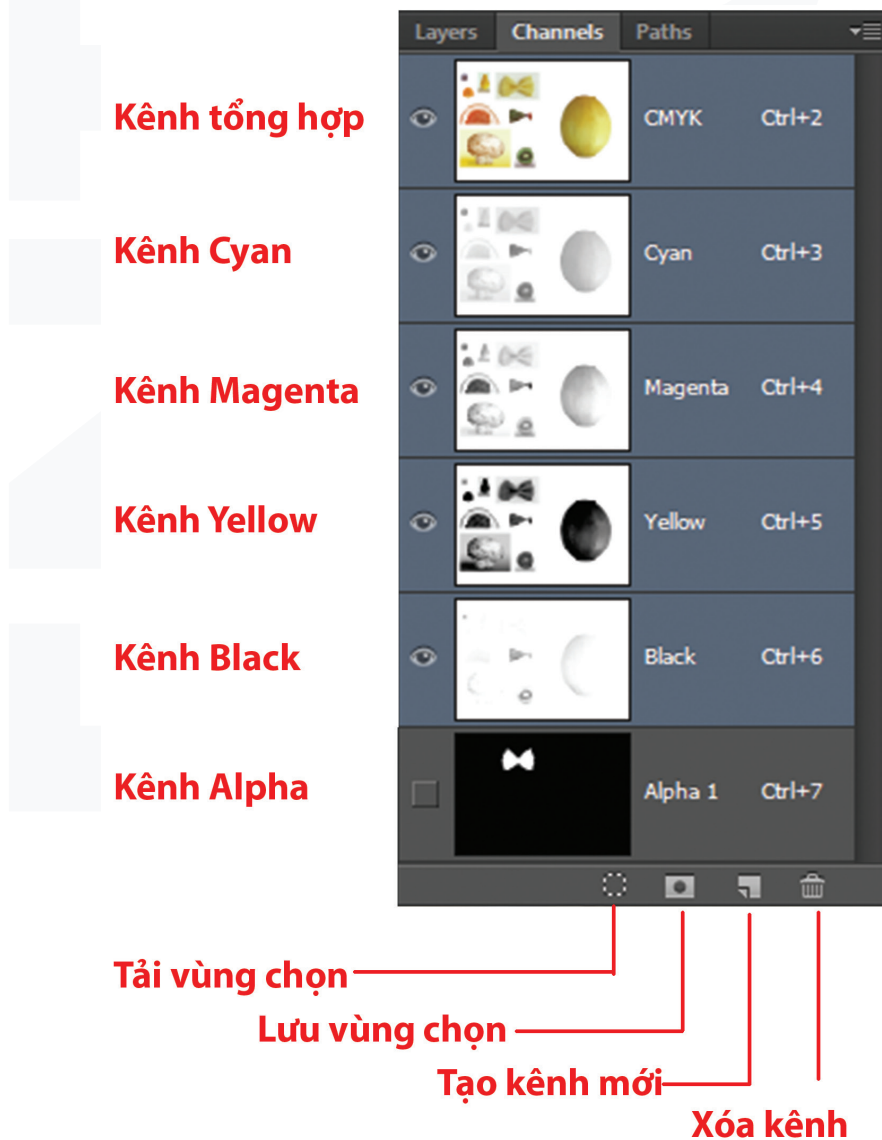 Layers Channels Paths
Kênh tổng hợp CMYK Ctrl+2
Kênh Cyan Cyan Ctrl+3
Kênh Magenta Magenta Ctrl+4
Kênh Yellow Yellow Ctrl+5
Kênh Black Black Ctrl+6
Kênh Alpha Alpha 1 Ctrl+7
Tải vùng chọn
Lưu vùng chọn
Tạo kênh mới
Xóa kênh